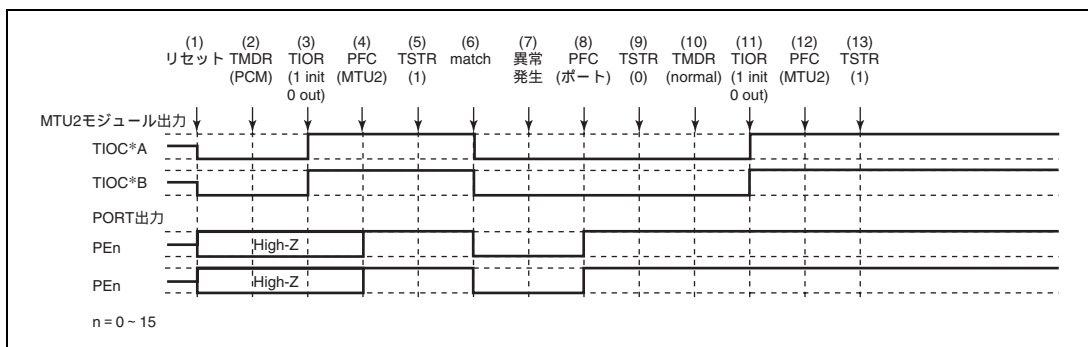 (1) (2) (3) (4) (5) (6) (7) (8) (9) (10) (11) (12) (13)
リセット TMDR TIOR PFC TSTR match 異常 PFC TSTR TMDR TIOR PFC TSTR
(PCM) (1 init (MTU2) (1) 発生 (ポート) (0) (normal) (1 init (MTU2) (1)
0 out) 0 out)
MTU2モジュール出力
TIOC*A
TIOC*B
PORT出力
PEn High-Z
PEn High-Z
n = 0 ~ 15